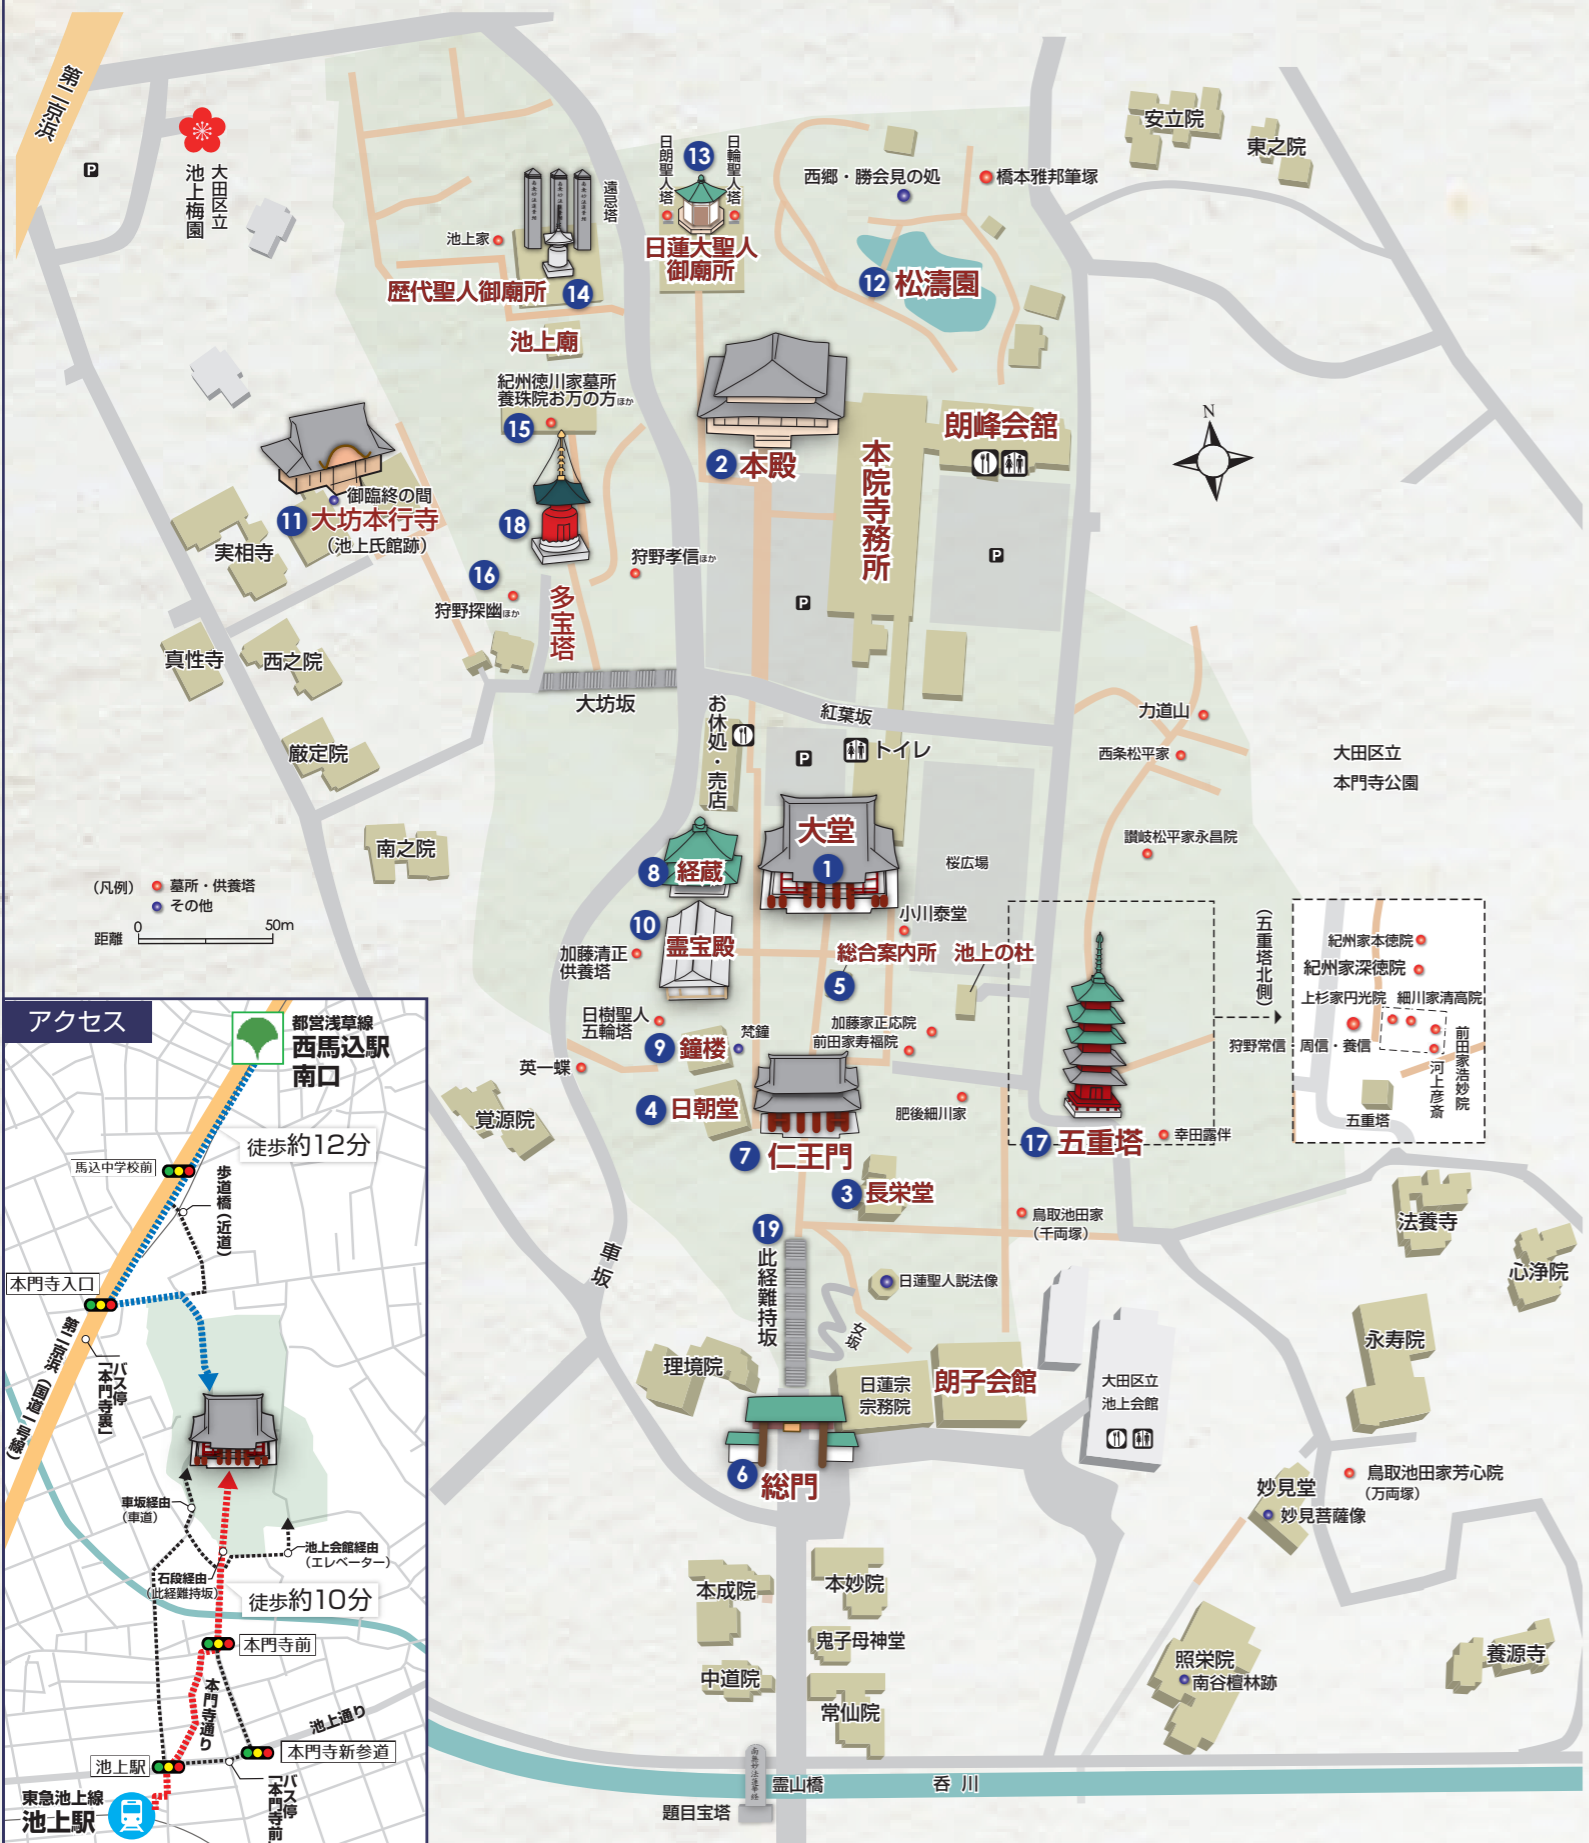 第二京浜
P
大田区立
池上梅園
遠忌塔
池上家
歴代聖人御廟所
14
池上廟
紀州徳川家墓所
養珠院お万の方ほか
15
日朗聖人塔
13
日輪聖人塔
日蓮大聖人
御廟所
西郷・勝会見の処
橋本雅邦筆塚
12 松濤園
安立院
東之院
N
2 本殿
本院寺務所
朗峰会舘
P
P
御臨終の間
11 大坊本行寺
(池上氏館跡)
実相寺
18
多宝塔
16
狩野探幽ほか
狩野孝信ほか
真性寺
西之院
厳定院
南之院
大坊坂
お休処・売店
紅葉坂
P
トイレ
力道山
西条松平家
大田区立
本門寺公園
讃岐松平家永昌院
(凡例)
墓所・供養塔
その他
距離
0
50m
8 経蔵
大堂
1
桜広場
10
霊宝殿
加藤清正
供養塔
小川泰堂
総合案内所
5
池上の杜
日樹聖人
五輪塔
9 鐘楼
梵鐘
加藤家正応院
前田家寿福院
英一蝶
4 日朝堂
肥後細川家
覚源院
7 仁王門
17 五重塔
幸田露伴
(五重塔北側)
紀州家本徳院
紀州家深徳院
上杉家円光院
細川家清高院
狩野常信・周信・養信
前田家浩妙院
河上彦斎
五重塔
3 長栄堂
鳥取池田家
(千両塚)
法養寺
心浄院
19
此経難持坂
車坂
日蓮聖人説法像
女坂
理境院
日蓮宗
宗務院
朗子会館
大田区立
池上会館
永寿院
6 総門
妙見堂
妙見菩薩像
鳥取池田家芳心院
(万両塚)
本成院
本妙院
鬼子母神堂
中道院
常仙院
照栄院
南谷檀林跡
養源寺
南無妙法蓮華経
霊山橋
呑川
題目宝塔
アクセス
都営浅草線
西馬込駅
南口
徒歩約12分
馬込中学校前
歩道橋(近道)
本門寺入口
第二京浜(国道一号線)
バス停
「本門寺裏」
車坂経由
(車道)
池上会館経由
(エレベーター)
石段経由
(此経難持坂)
徒歩約10分
本門寺前
本門寺通り
池上通り
池上駅
本門寺新参道
バス停
「本門寺前」
東急池上線
池上駅